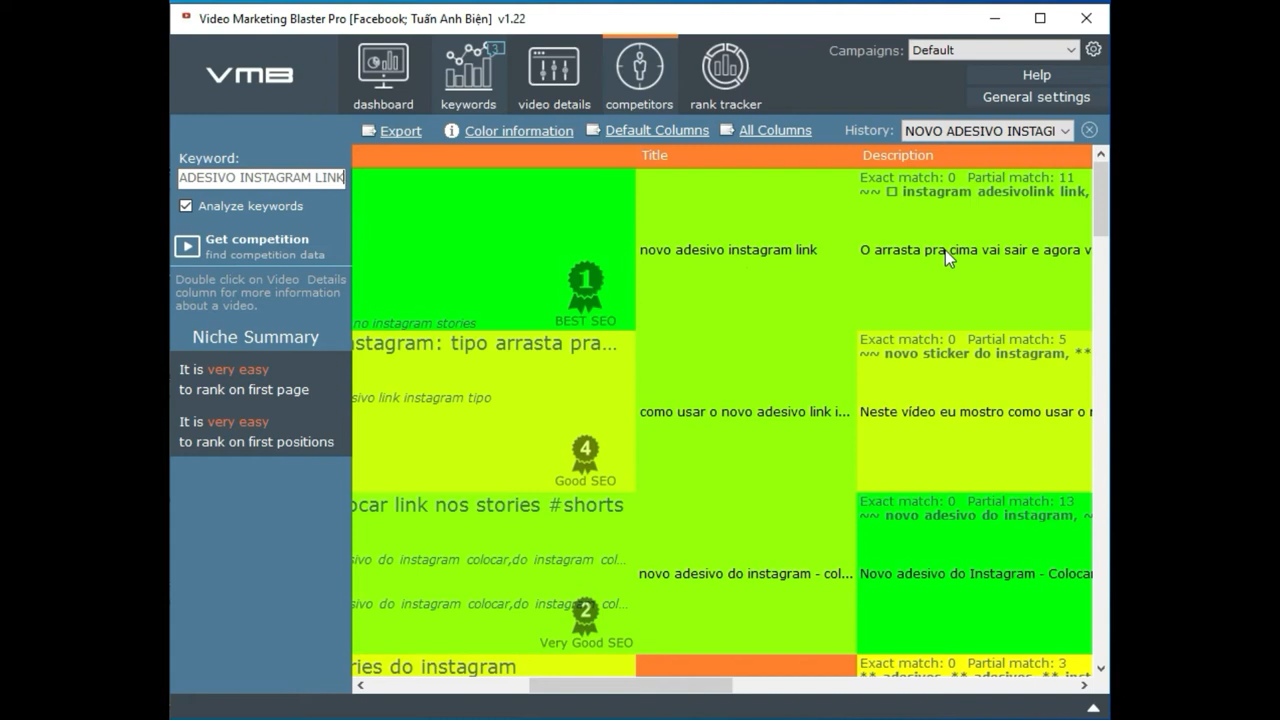 Video Marketing Blaster Pro [Facebook; Tuấn Anh Biện] v1.22
VMB
dashboard
3
keywords
video details
competitors
rank tracker
Campaigns: Default
Help
General settings
Export
Color information
Default Columns
All Columns
History: NOVO ADESIVO INSTAGI
Keyword:
ADESIVO INSTAGRAM LINK
Analyze keywords
Get competition
find competition data
Double click on Video Details
column for more information
about a video.
Niche Summary
It is very easy
to rank on first page
It is very easy
to rank on first positions
Title
Description
1
BEST SEO
no instagram stories
novo adesivo instagram link
Exact match: 0 Partial match: 11
~~ □ instagram adesivolink link,
O arrasta pra cima vai sair e agora v
nstagram: tipo arrasta pra...
sivo link instagram tipo
4
Good SEO
como usar o novo adesivo link i...
Exact match: 0 Partial match: 5
~~ novo sticker do instagram, **
Neste vídeo eu mostro como usar o r
ocar link nos stories #shorts
sivo do instagram colocar,do instagram col...
sivo do instagram colocar,do instagram col...
2
Very Good SEO
novo adesivo do instagram - col...
Exact match: 0 Partial match: 13
~~ novo adesivo do instagram, ~
Novo adesivo do Instagram - Colocar
ries do instagram
Exact match: 0 Partial match: 3